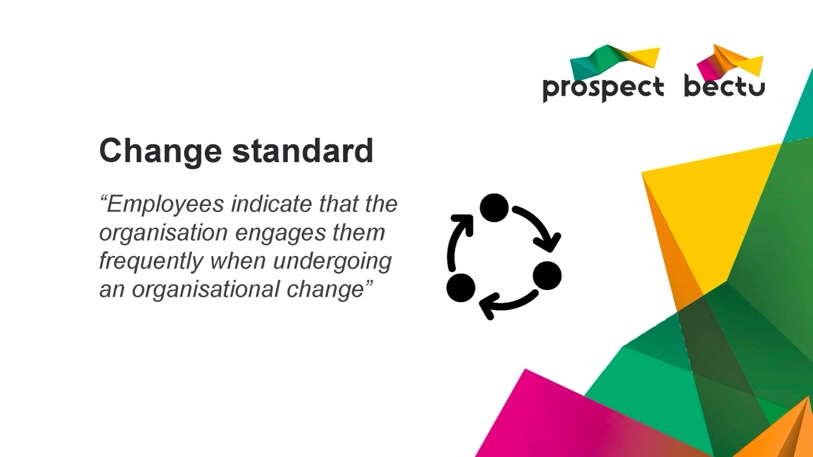 prospect bectu
Change standard
“Employees indicate that the
organisation engages them
frequently when undergoing
an organisational change”